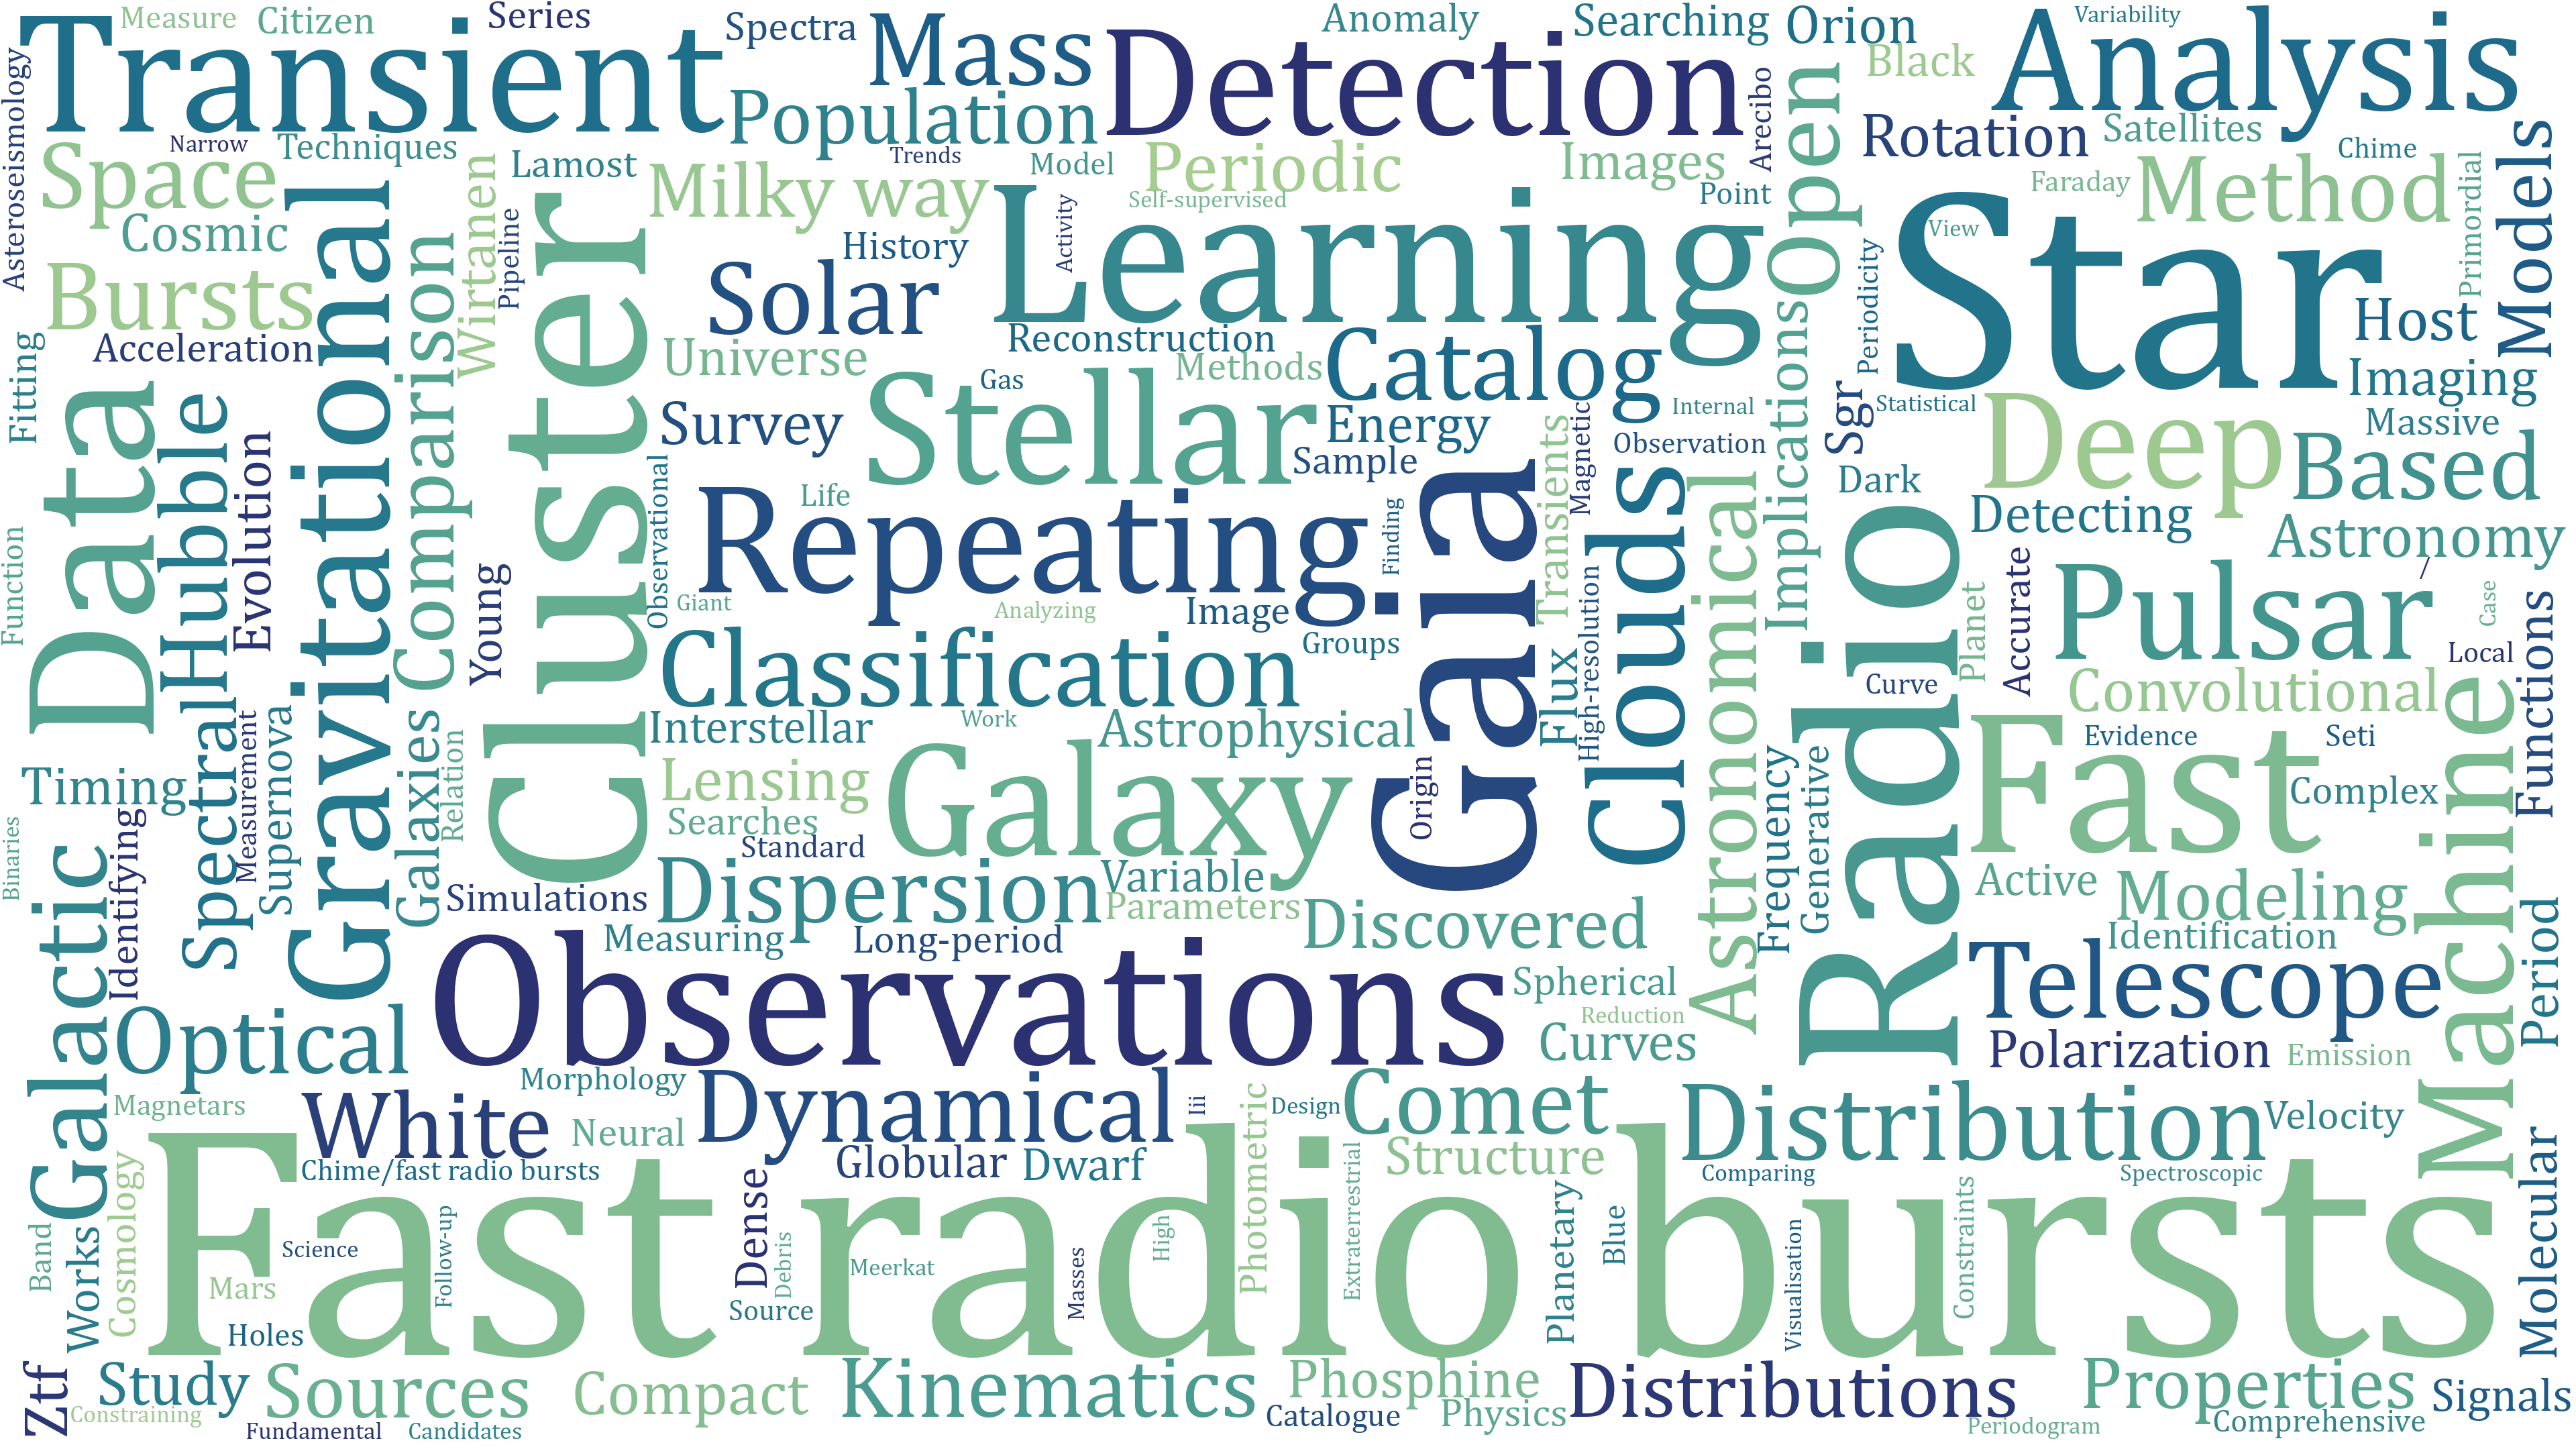 Measure
Citizen
Series
Transient
Spectra
Mass
Detection
Anomaly
Searching
Orion
Variability
Analysis
Black
Asteroseismology
Narrow
Techniques
Lamost
Population
Trends
Model
Periodic
Images
Arecibo
Open
Rotation
Satellites
Chime
Models
Space
Milky way
Self-supervised
Point
Faraday
Method
Primordial
Cosmic
Wirtanen
Pipeline
History
Activity
Learning
View
Star
Bursts
Gravitational
Comparison
Cluster
Solar
Reconstruction
Periodicity
Host
Acceleration
Universe
Methods
Catalog
Implications
Imaging
Fitting
Data
Hubble
Evolution
Survey
Stellar
Gas
Energy
Sample
Transients
Magnetic
Internal
Observation
Sgr
Statistical
Deep
Massive
Based
Observational
Life
Repeating
Finding
Gaia
Clouds
Astronomical
Dark
Detecting
Astronomy
Function
Young
Giant
Analyzing
Image
Groups
High-resolution
Radio
Planet
Accurate
Pulsar
/
Case
Local
Functions
Classification
Flux
Curve
Convolutional
Spectral
Measurement
Supernova
Galaxies
Relation
Interstellar
Work
Astrophysical
Evidence
Seti
Timing
Lensing
Galaxy
Origin
Frequency
Generative
Fast
Complex
Machine
Binaries
Galactic
Identifying
Searches
Standard
Simulations
Dispersion
Variable
Parameters
Discovered
Active
Modeling
Measuring
Long-period
Identification
Period
Observations
Spherical
Telescope
Optical
Reduction
Curves
Polarization
Emission
Morphology
Magnetars
White
Neural
Dynamical
Iii
Photometric
Design
Comet
Distribution
Velocity
Cosmology
Chime/fast radio bursts
Globular
Dwarf
Structure
Comparing
Spectroscopic
Molecular
Fast radio bursts
Band
Works
Science
Follow-up
Dense
Debris
Meerkat
Masses
High
Extraterrestrial
Planetary
Blue
Visualisation
Constraints
Mars
Holes
Source
Ztf
Study
Sources
Compact
Kinematics
Phosphine
Distributions
Properties
Signals
Constraining
Fundamental
Candidates
Catalogue
Physics
Periodogram
Comprehensive